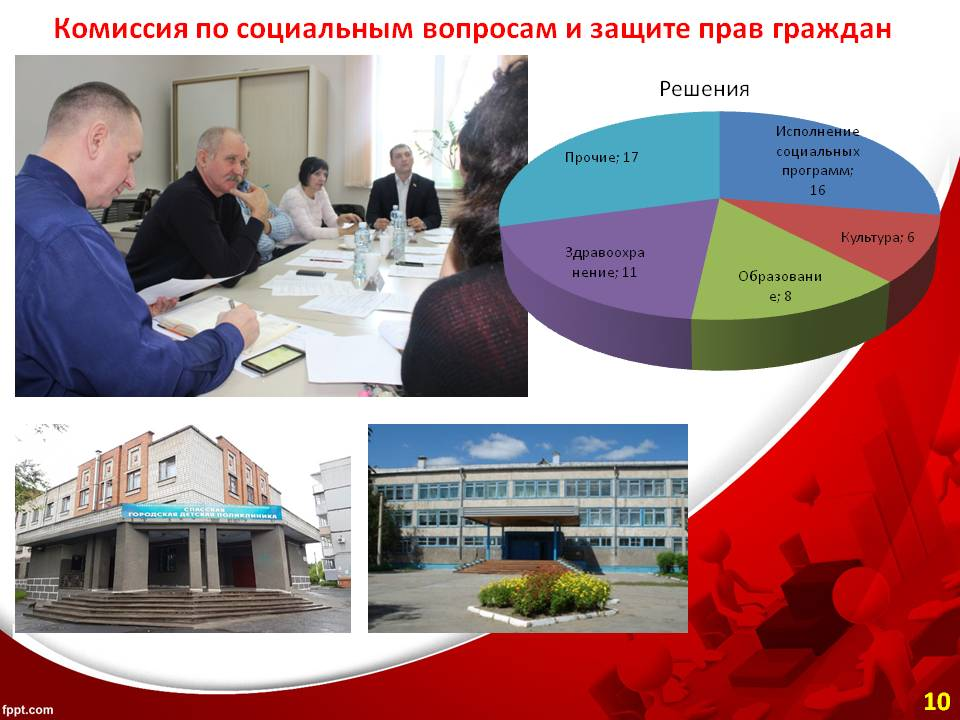 Комиссия по социальным вопросам и защите прав граждан
Решения
Исполнение
социальных
программ;
16
Прочие; 17
Культура; 6
Здравоохра
нение; 11
Образовани
е; 8
СПАССКАЯ
ГОРОДСКАЯ ДЕТСКАЯ ПОЛИКЛИНИКА
fppt.com
10